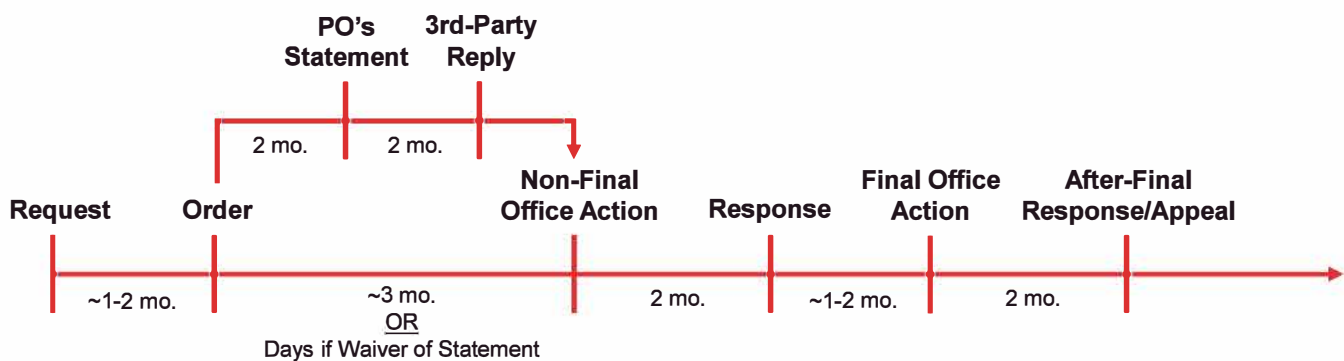 PO's
Statement
3rd-Party
Reply
2 mo.
2 mo.
Request
Order
Non-Final
Office Action
Response
Final Office
Action
After-Final
Response/Appeal
~1-2 mo.
~3 mo.
OR
Days if Waiver of Statement
2 mo.
~1-2 mo.
2 mo.